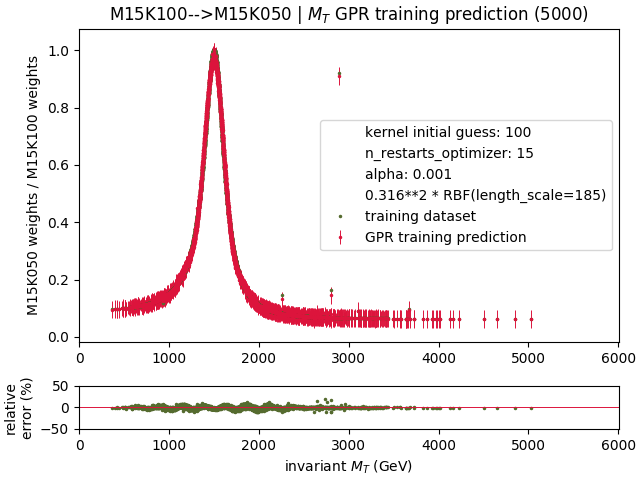 M15K100-->M15K050 | M_T GPR training prediction (5000)
M15K050 weights / M15K100 weights
1.0
0.8
0.6
0.4
0.2
0.0
kernel initial guess: 100
n_restarts_optimizer: 15
alpha: 0.001
0.316**2 * RBF(length_scale=185)
training dataset
GPR training prediction
0 1000 2000 3000 4000 5000 6000
relative
error (%)
50
0
−50
0 1000 2000 3000 4000 5000 6000
invariant M_T (GeV)